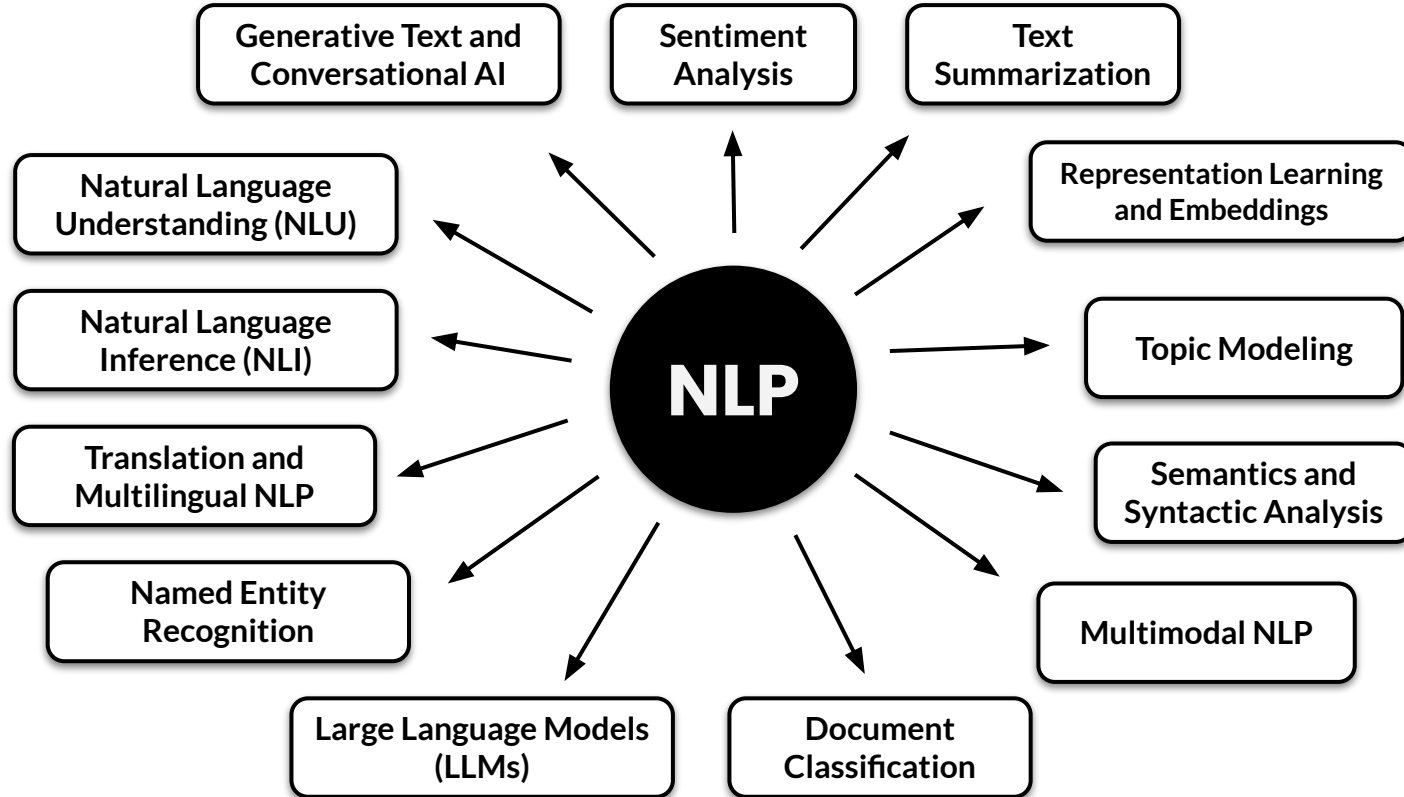 Generative Text and
Conversational AI
Sentiment
Analysis
Text
Summarization
Natural Language
Understanding (NLU)
Representation Learning
and Embeddings
Natural Language
Inference (NLI)
NLP
Topic Modeling
Translation and
Multilingual NLP
Semantics and
Syntactic Analysis
Named Entity
Recognition
Multimodal NLP
Large Language Models
(LLMs)
Document
Classification